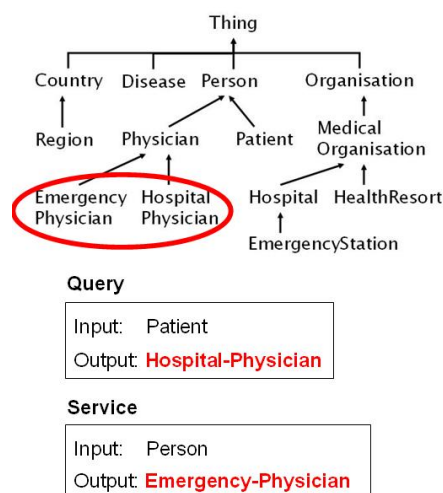 Thing
Country Disease Person Organisation
Region Physician Patient Medical
Organisation
Emergency Hospital Hospital HealthResort
Physician Physician
EmergencyStation
Query
Input: Patient
Output: Hospital-Physician
Service
Input: Person
Output: Emergency-Physician